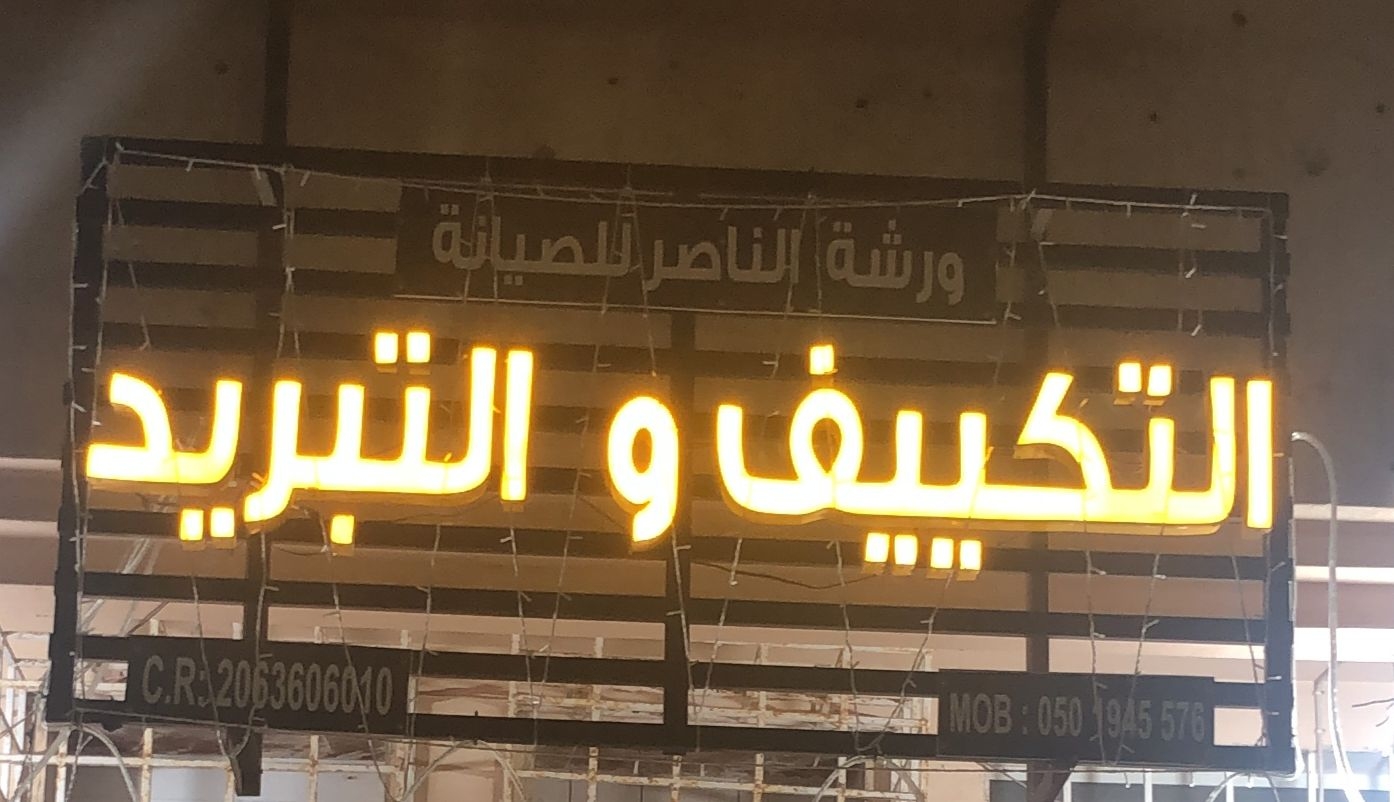 ورشة الناصر للصيانة
التكييف و التبريد
C.R: 2063606010
MOB : 050 1945 576